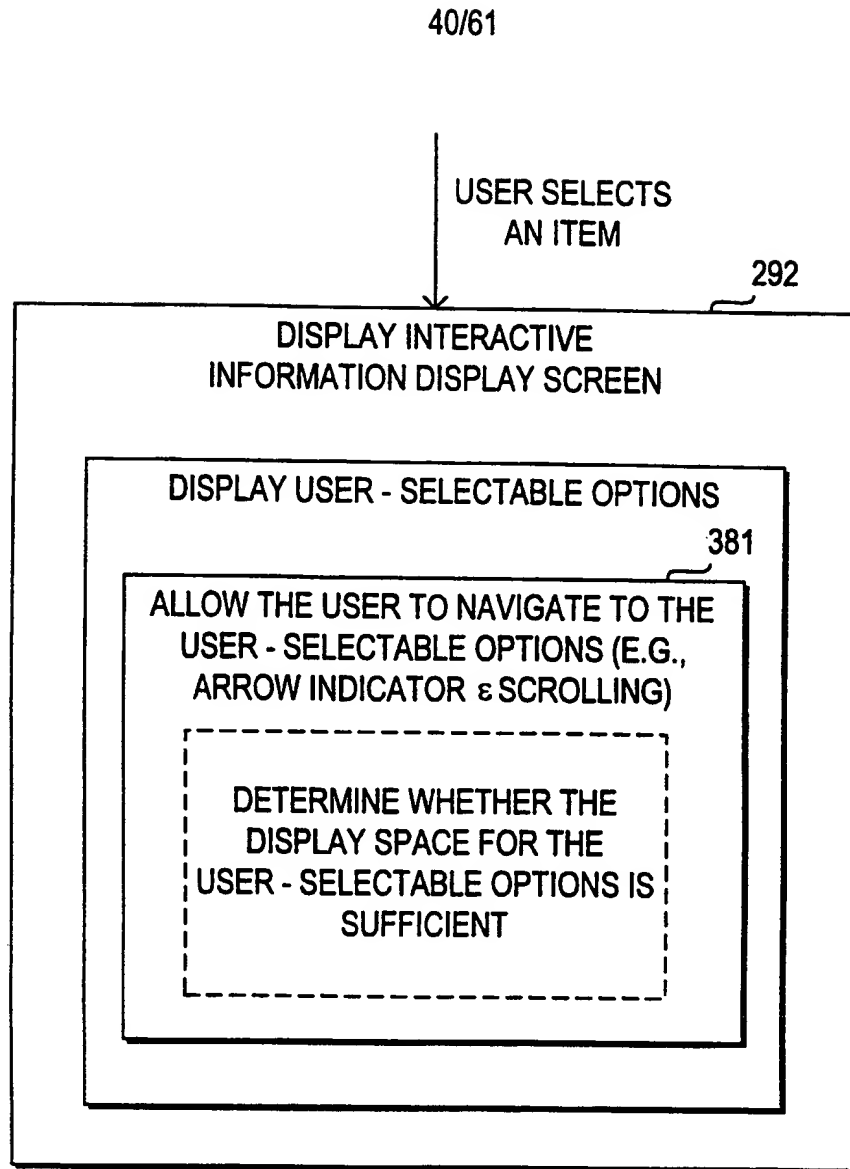 40/61
USER SELECTS
AN ITEM
292
DISPLAY INTERACTIVE
INFORMATION DISPLAY SCREEN
DISPLAY USER - SELECTABLE OPTIONS
381
ALLOW THE USER TO NAVIGATE TO THE
USER - SELECTABLE OPTIONS (E.G.,
ARROW INDICATOR ε SCROLLING)
DETERMINE WHETHER THE
DISPLAY SPACE FOR THE
USER - SELECTABLE OPTIONS IS
SUFFICIENT